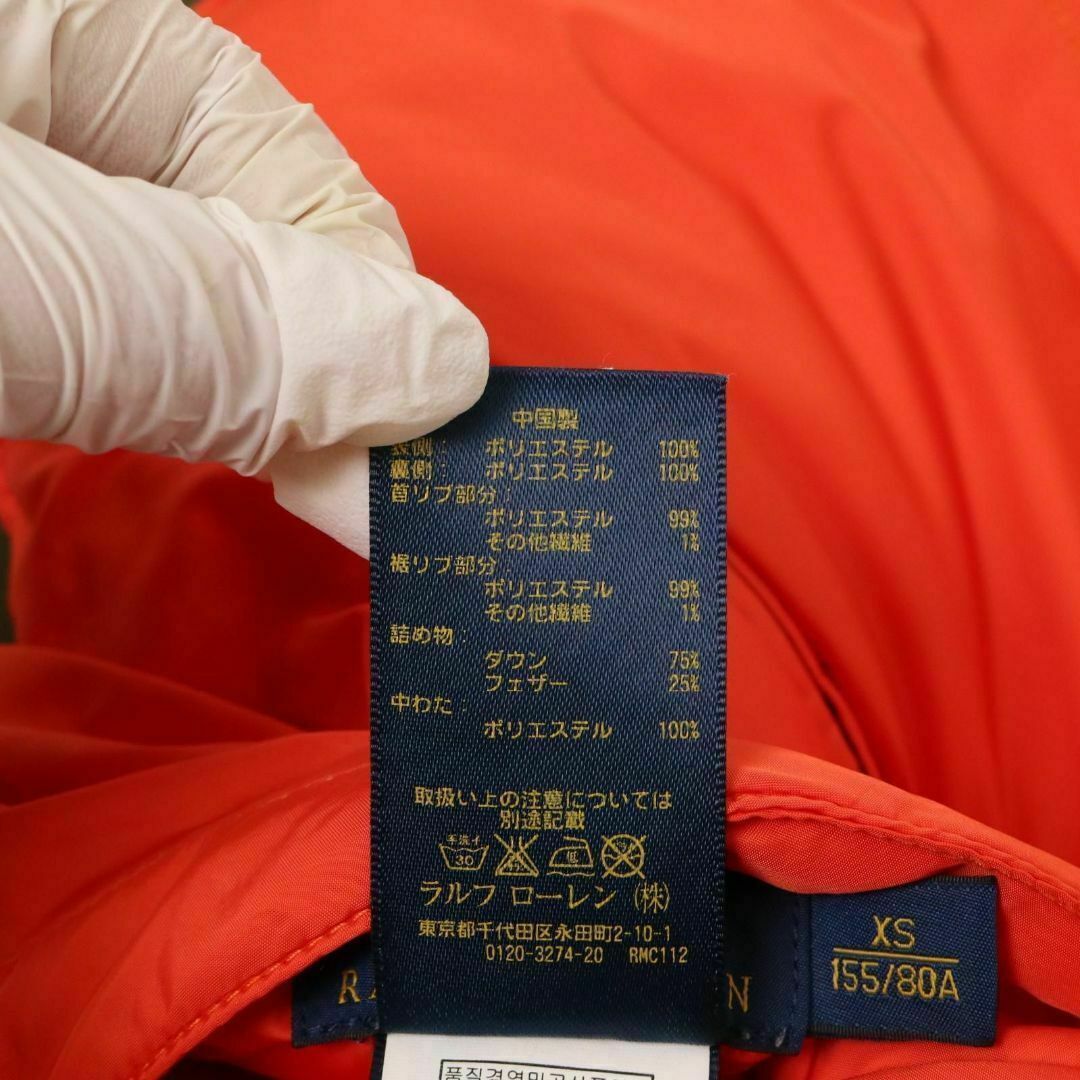 中国製
表側: ポリエステル 100%
裏側: ポリエステル 100%
首リブ部分:
ポリエステル 99%
その他繊維 1%
裾リブ部分:
ポリエステル 99%
その他繊維 1%
詰め物:
ダウン 75%
フェザー 25%
中わた:
ポリエステル 100%
取扱い上の注意については
別途記載
手洗イ
30
低
ラルフ ローレン (株)
東京都千代田区永田町2-10-1
0120-3274-20 RMC112
R
N
XS
155/80A